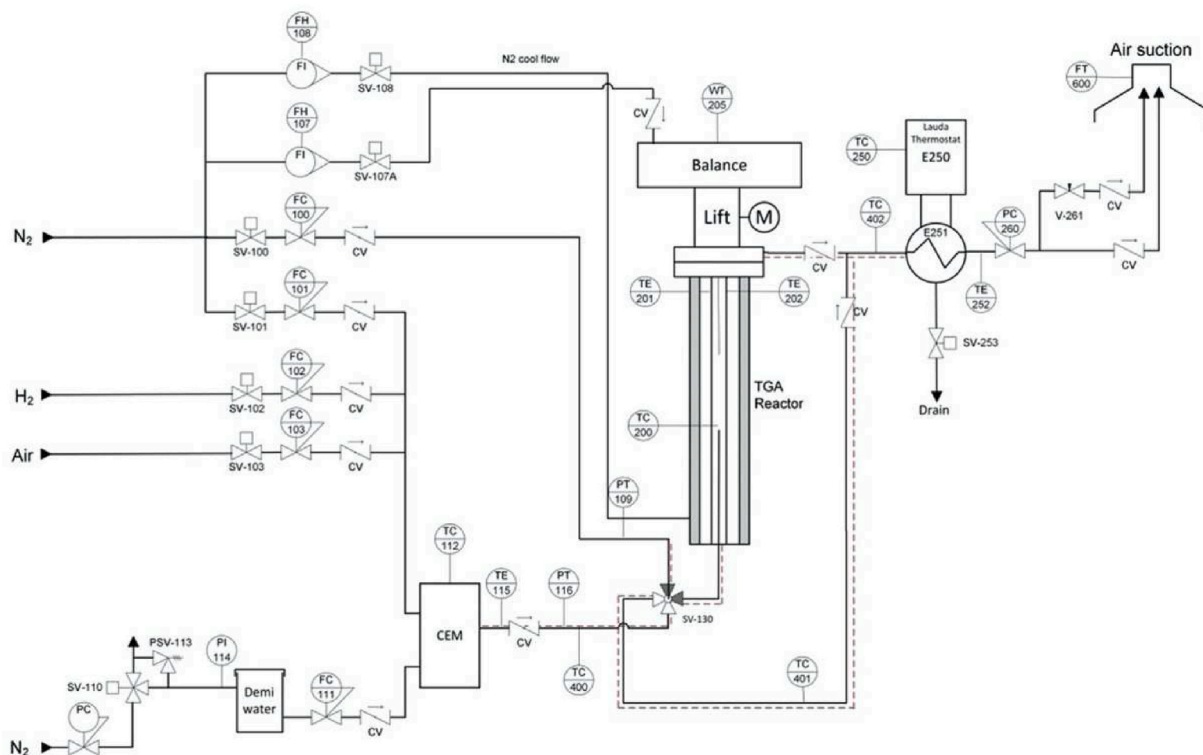 FH
108
FI
SV-108
N2 cool flow
FH
107
FI
SV-107A
CV
WT
205
Balance
Lift
M
Air suction
FT
600
Lauda
Thermostat
E250
TC
250
E251
TC
402
PC
260
V-261
CV
CV
TE
252
SV-253
Drain
N2
SV-100
FC
100
CV
SV-101
FC
101
CV
H2
SV-102
FC
102
CV
Air
SV-103
FC
103
CV
TE
201
TE
202
CV
CV
TGA
Reactor
TC
200
PT
109
TC
112
CEM
TE
115
CV
PT
116
TC
400
SV-130
TC
401
PSV-113
PI
114
SV-110
PC
N2
Demi
water
FC
111
CV